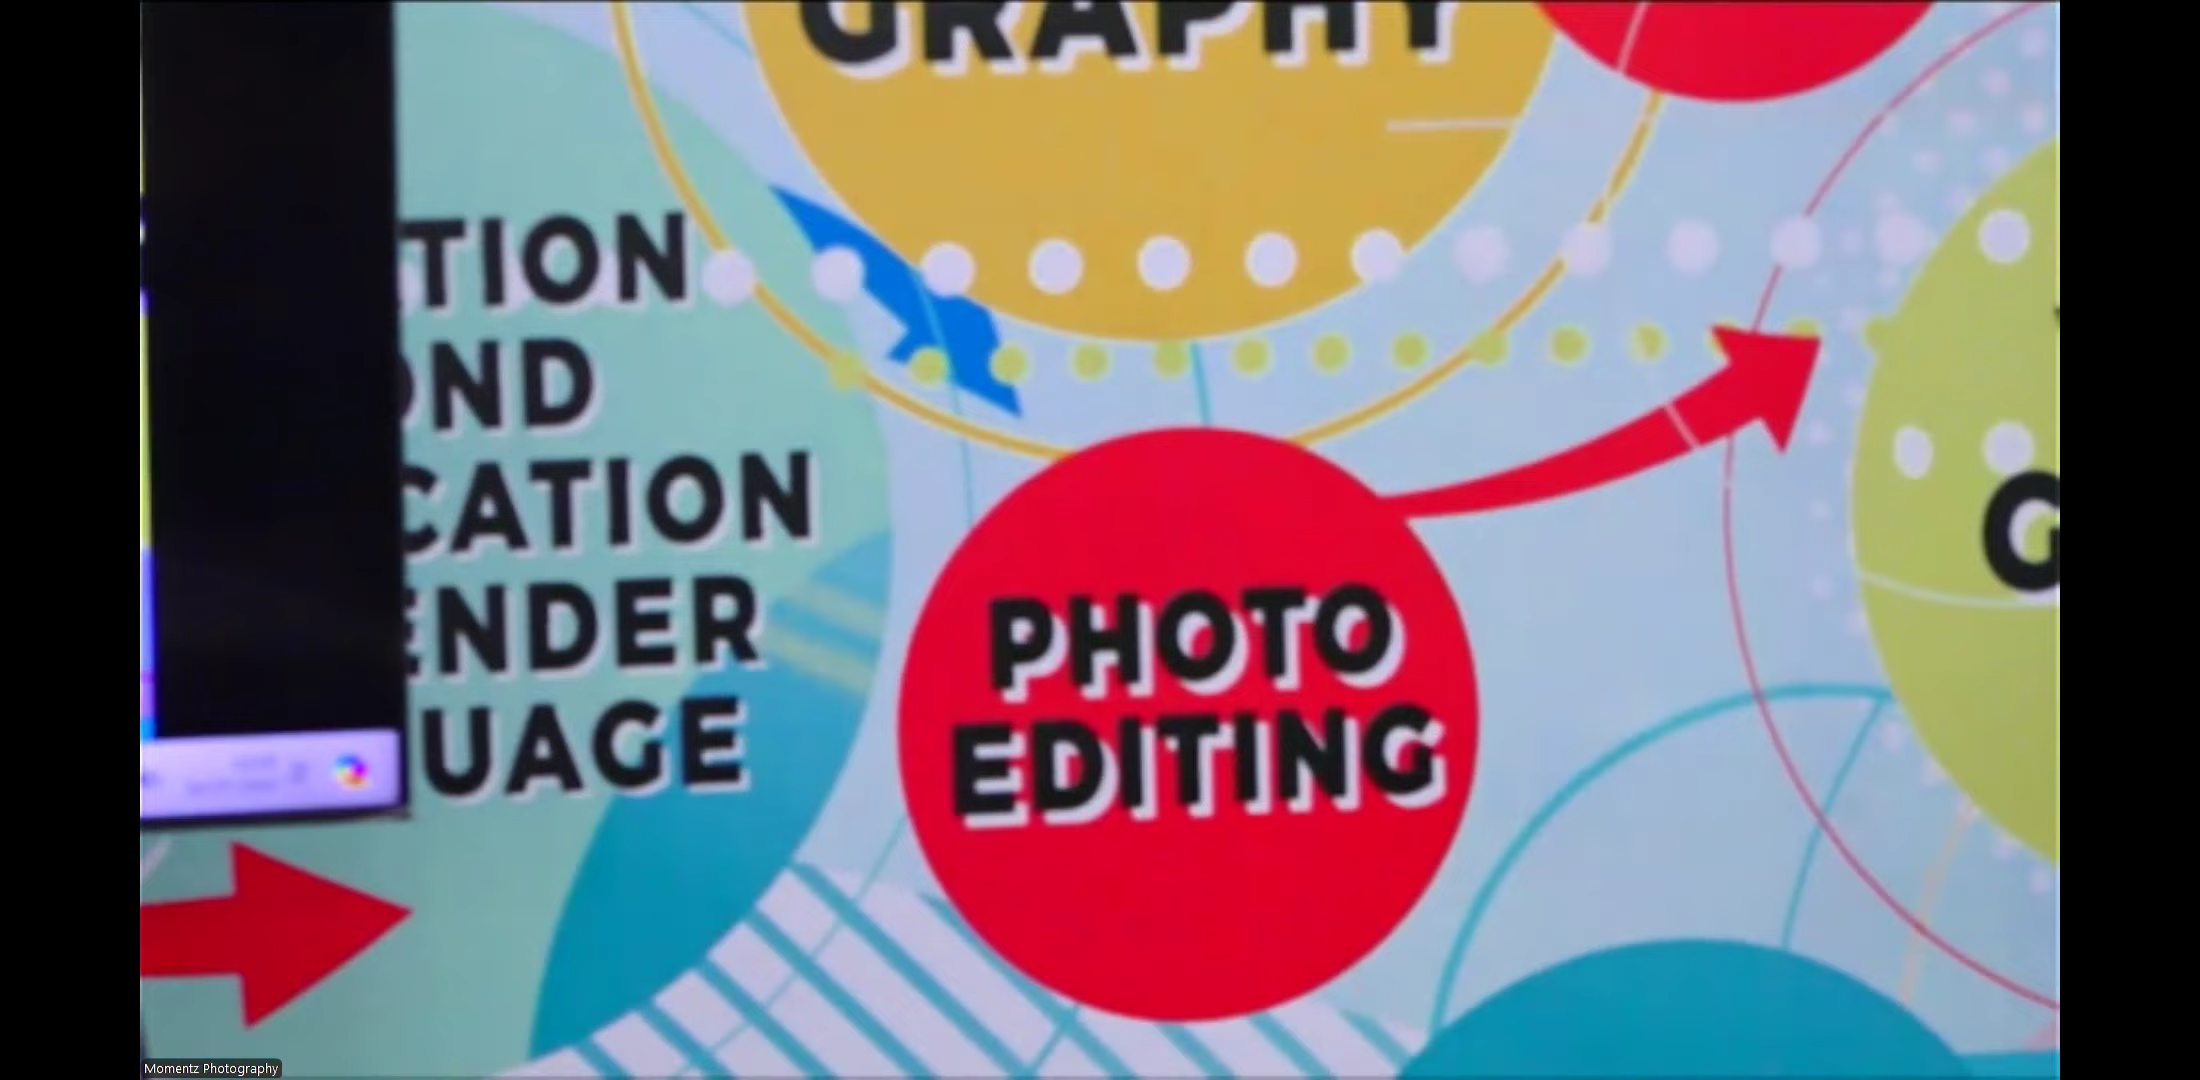 GRAPHY
TION
OND
CATION
ENDER
UAGE
PHOTO
EDITING
G
Momentz Photography